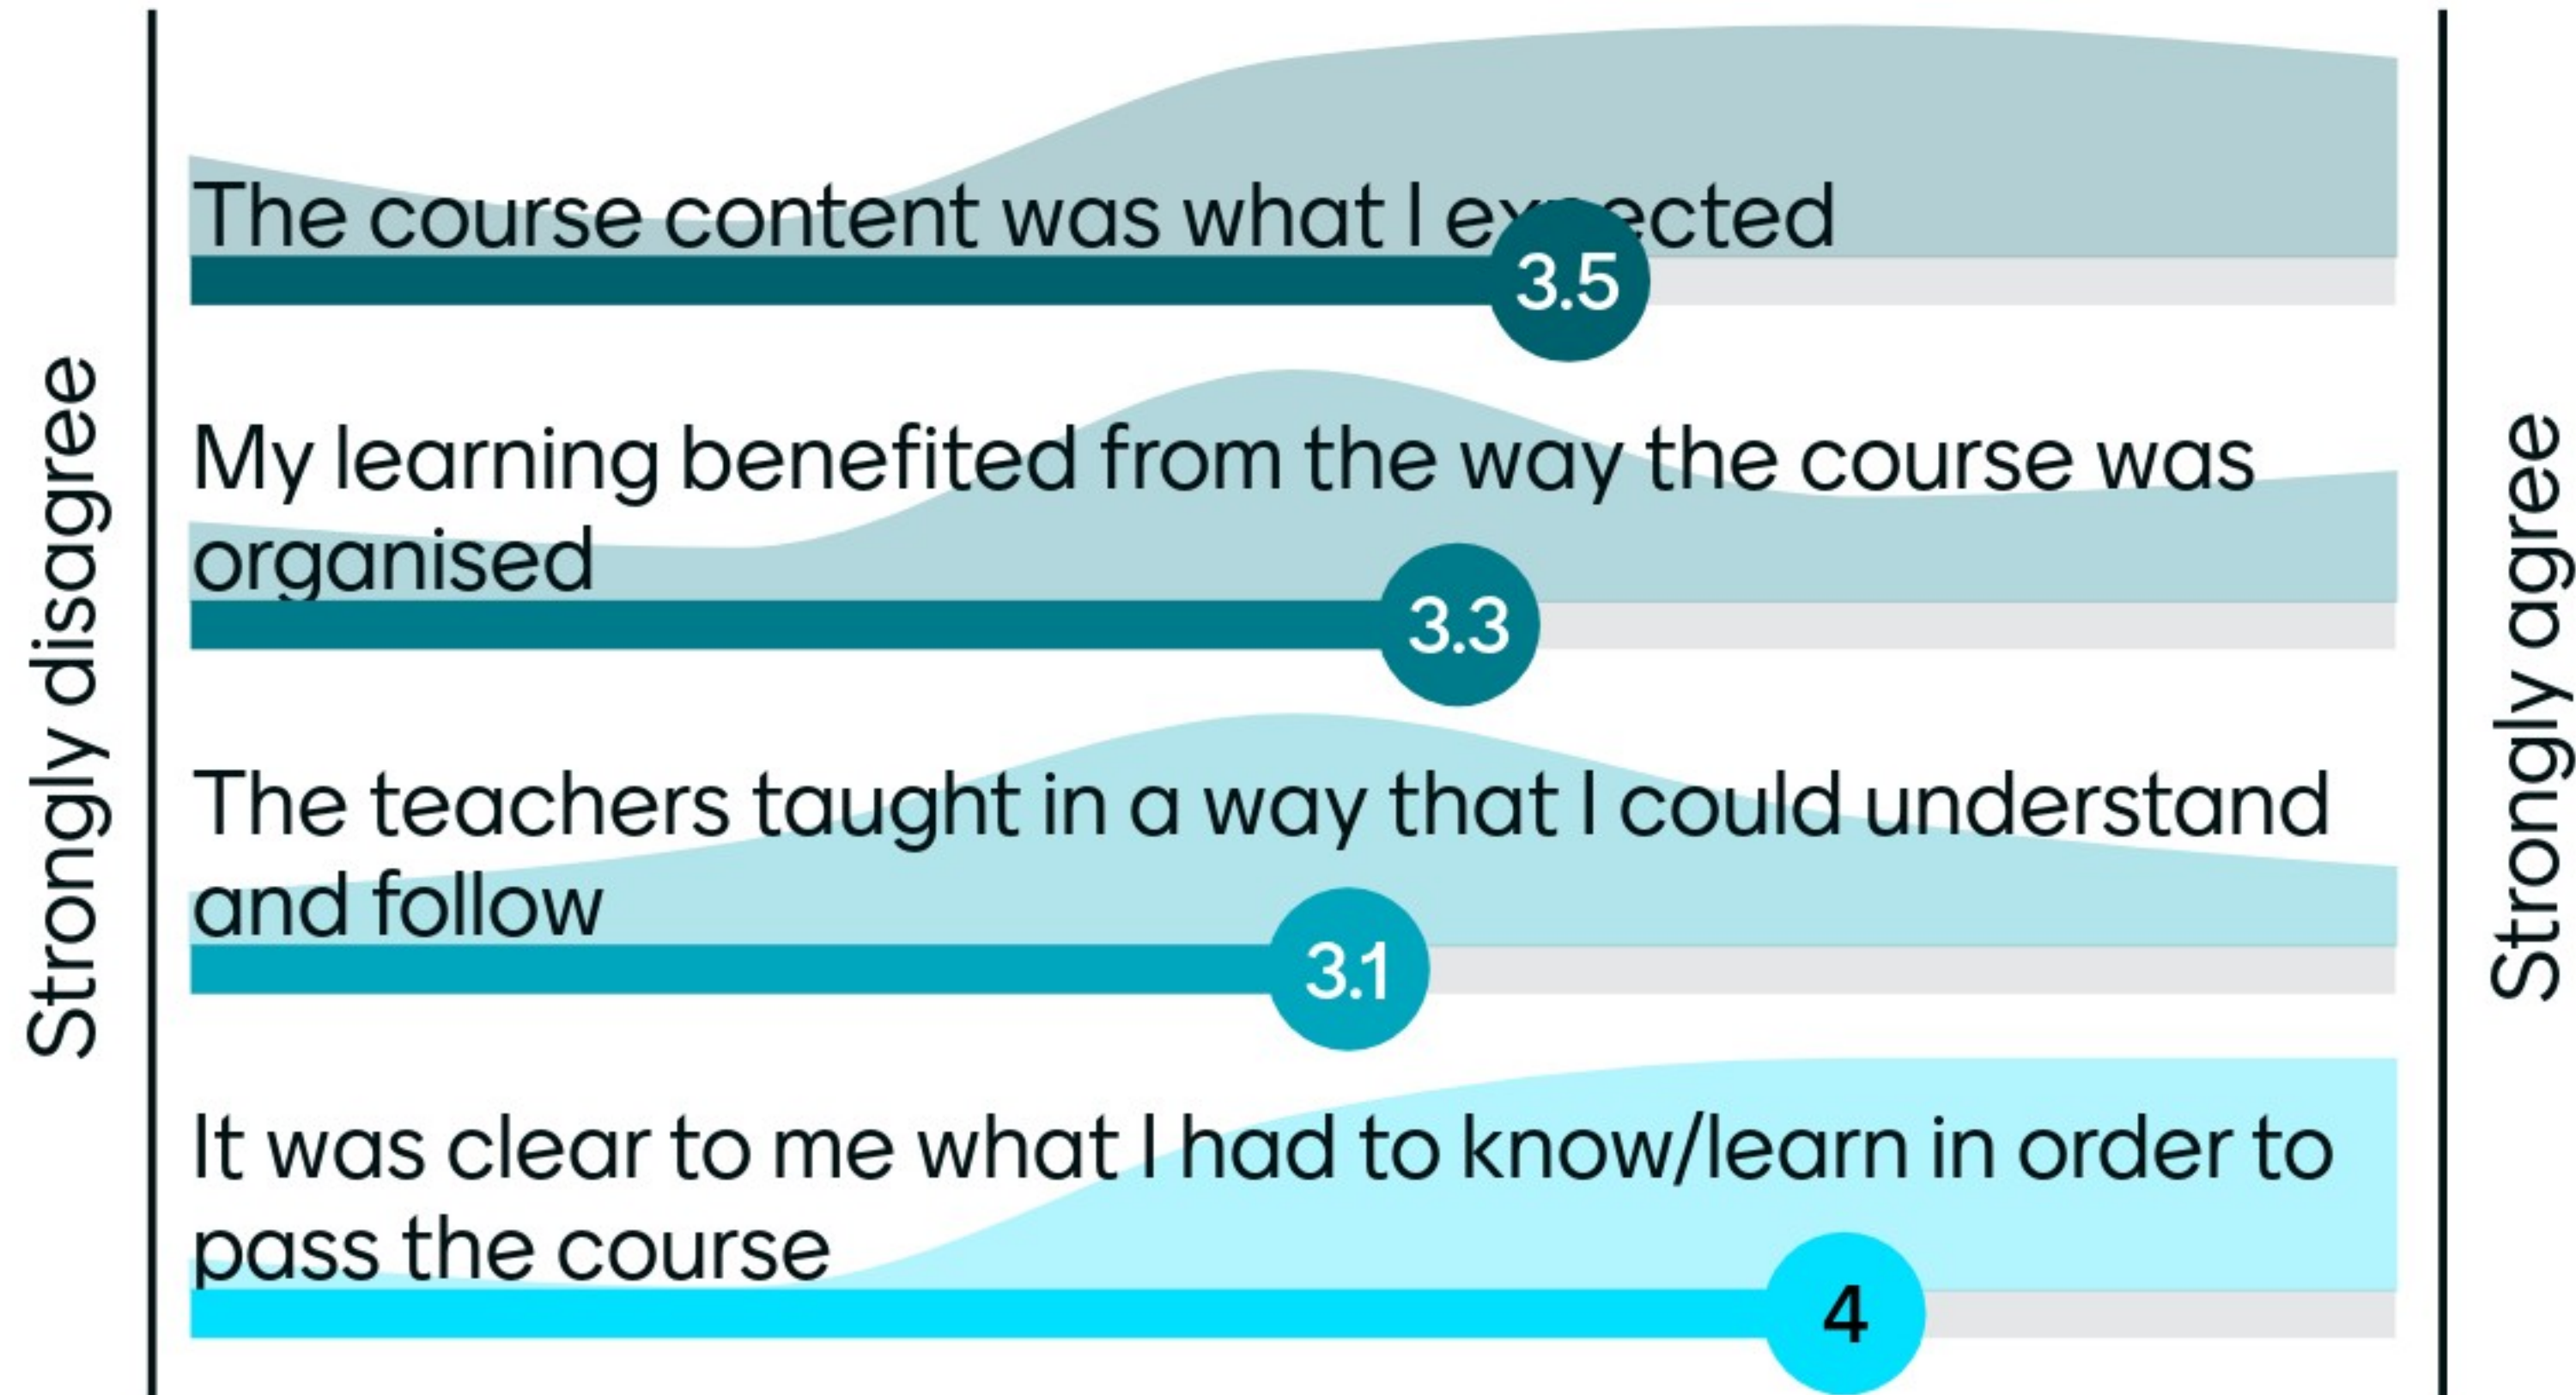 Strongly disagree
The course content was what I expected
3.5
My learning benefited from the way the course was
organised
3.3
The teachers taught in a way that I could understand
and follow
3.1
It was clear to me what I had to know/learn in order to
pass the course
4
Strongly agree